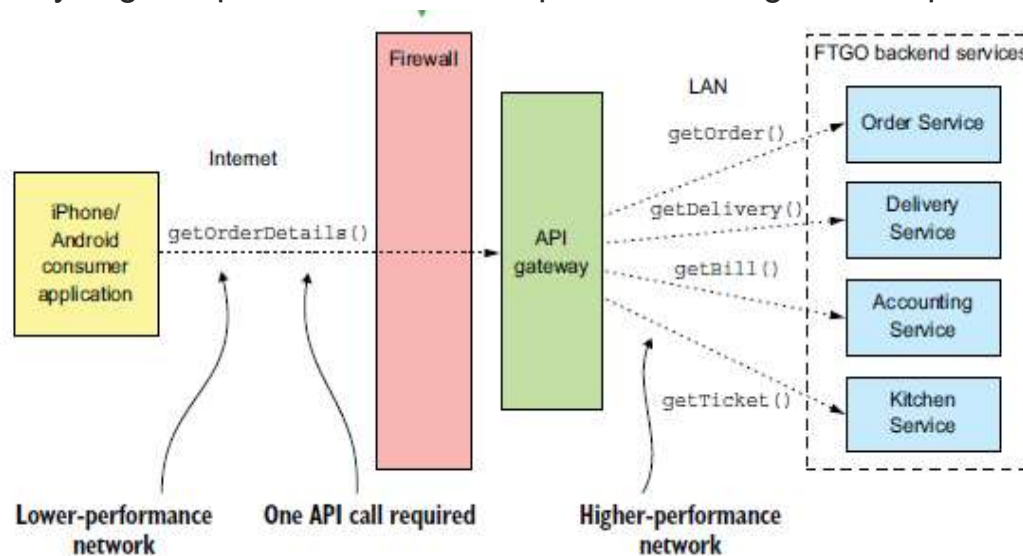 Firewall
FTGO backend services
LAN
Order Service
getOrder()
Internet
iPhone/
Android
consumer
application
getOrderDetails()
API
gateway
getDelivery()
Delivery
Service
getBill()
Accounting
Service
getTicket()
Kitchen
Service
Lower-performance
network
One API call required
Higher-performance
network